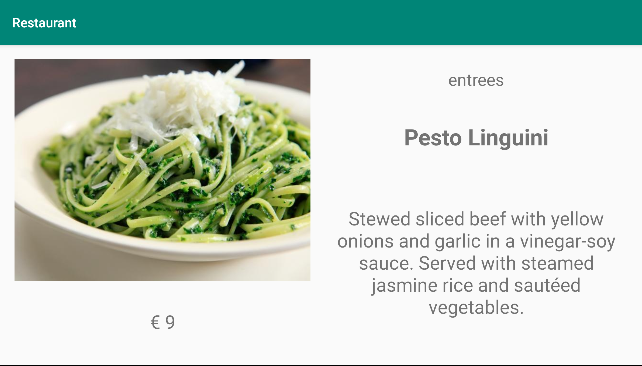 Restaurant
entrees
Pesto Linguini
Stewed sliced beef with yellow
onions and garlic in a vinegar-soy
sauce. Served with steamed
jasmine rice and sautéed
vegetables.
€ 9